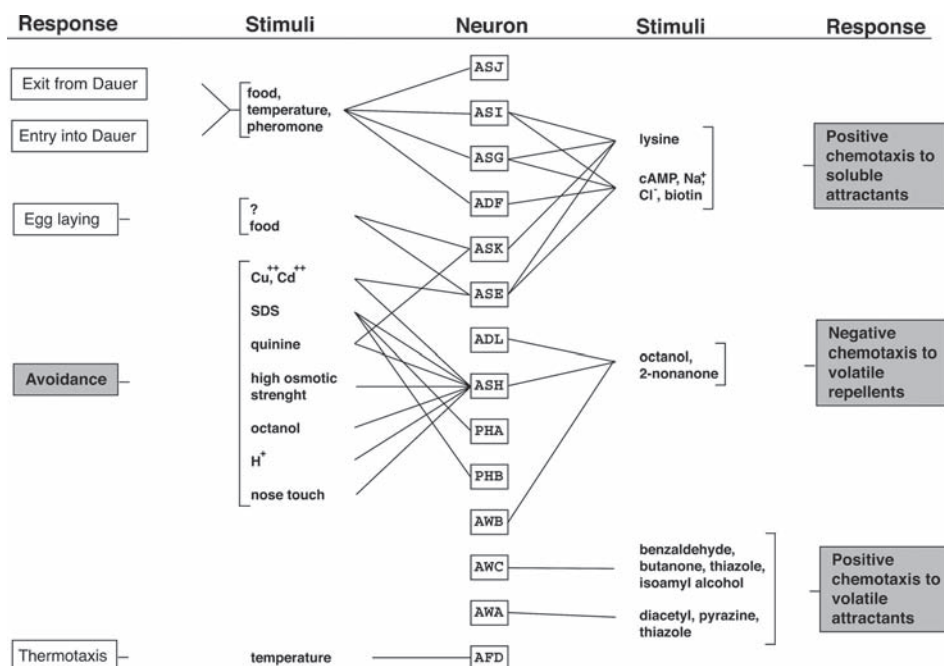 Response Stimuli Neuron Stimuli Response
Exit from Dauer
Entry into Dauer
Egg laying
Avoidance
Thermotaxis
food,
temperature,
pheromone
?
food
Cu++, Cd++
SDS
quinine
high osmotic
strenght
octanol
H+
nose touch
temperature
ASJ
ASI
ASG
ADF
ASK
ASE
ADL
ASH
PHA
PHB
AWB
AWC
AWA
AFD
lysine
cAMP, Na+,
Cl-, biotin
octanol,
2-nonanone
benzaldehyde,
butanone, thiazole,
isoamyl alcohol
diacetyl, pyrazine,
thiazole
Positive
chemotaxis to
soluble
attractants
Negative
chemotaxis to
volatile
repellents
Positive
chemotaxis to
volatile
attractants